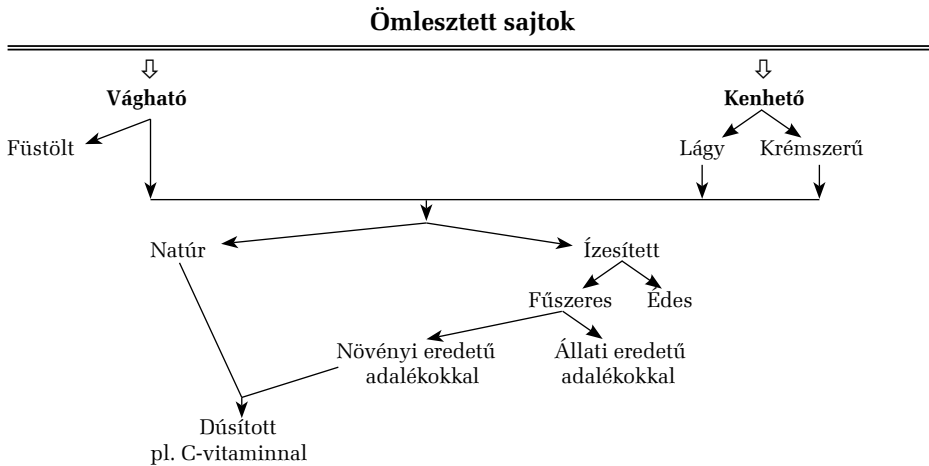 Ömlesztett sajtok
Vágható
Kenhető
Füstölt
Lágy
Krémszerű
Natúr
Ízesített
Fűszeres
Édes
Növényi eredetű
adalékokkal
Állati eredetű
adalékokkal
Dúsított
pl. C-vitaminnal